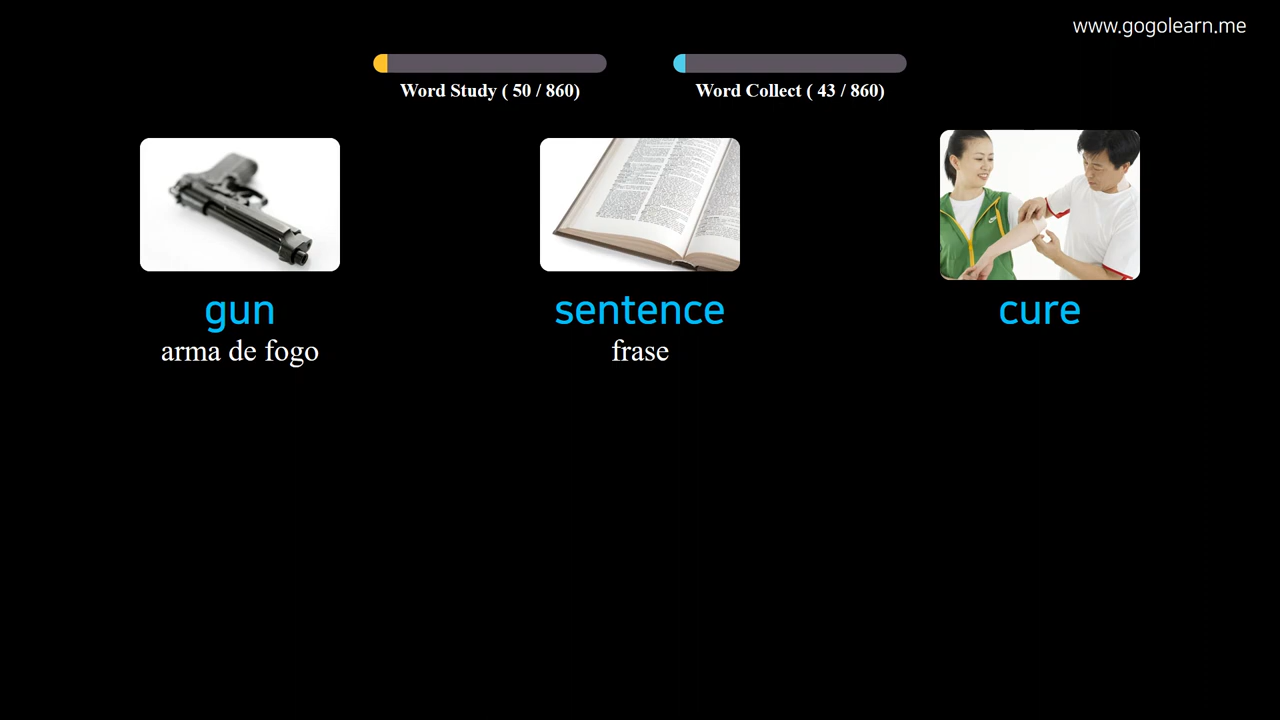 www.gogolearn.me
Word Study ( 50 / 860)
Word Collect ( 43 / 860)
gun
arma de fogo
sentence
frase
cure